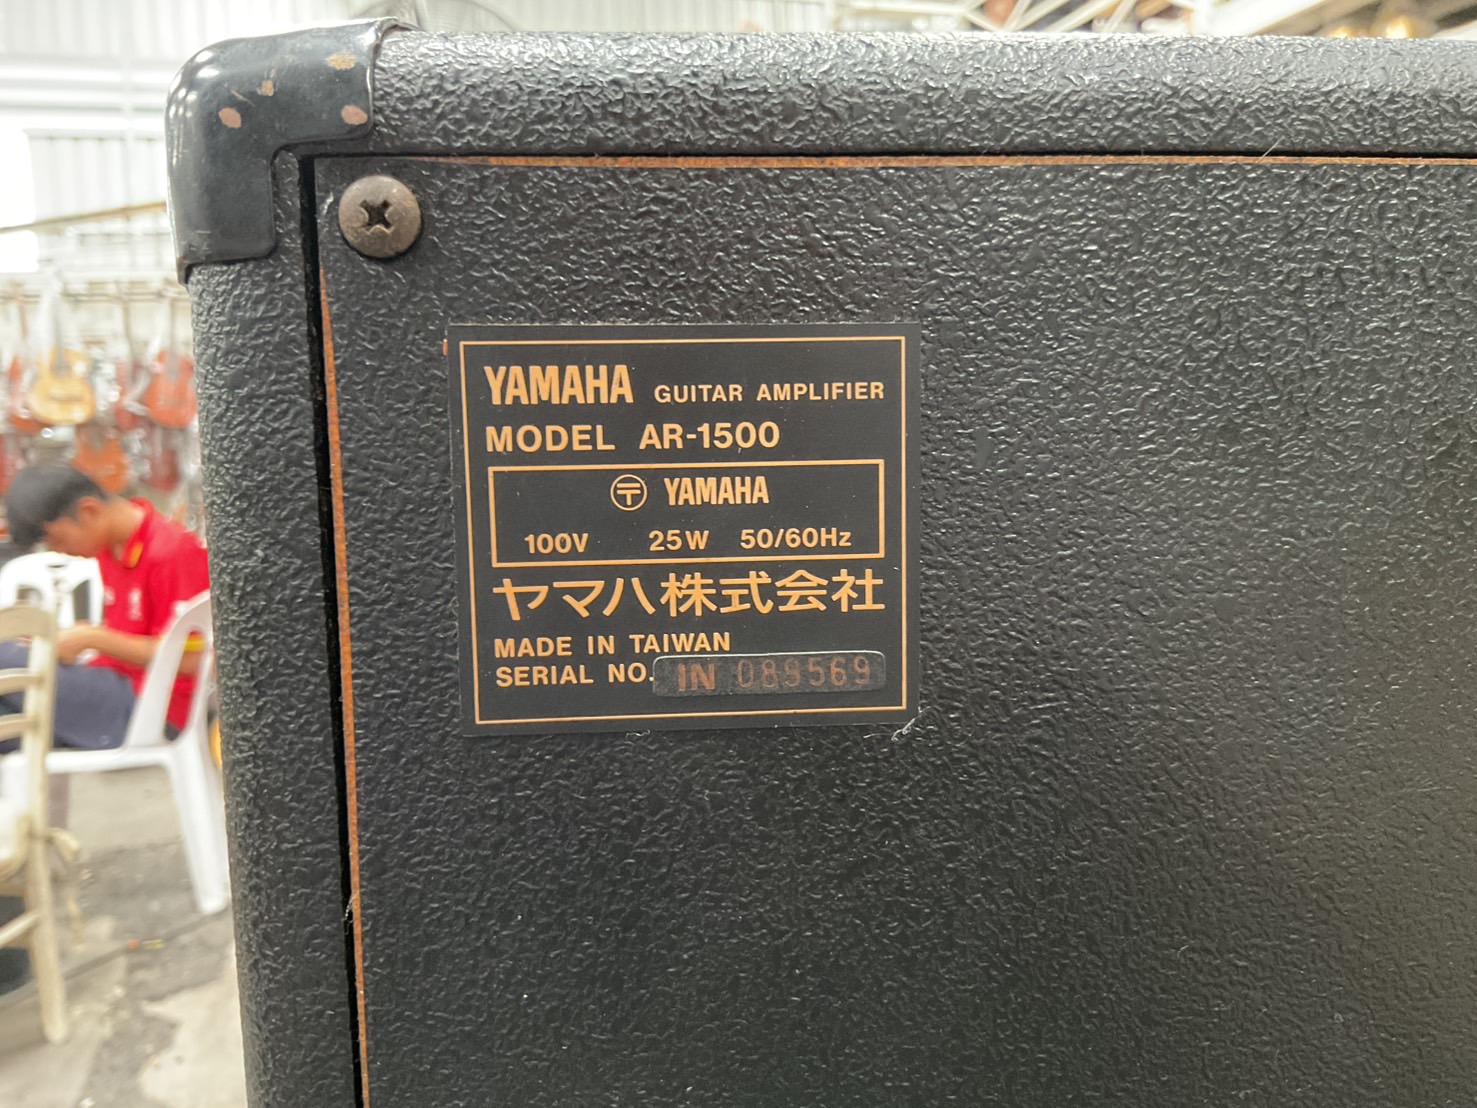 YAMAHA GUITAR AMPLIFIER
MODEL AR-1500
〒 YAMAHA
100V 25W 50/60Hz
ヤマハ株式会社
MADE IN TAIWAN
SERIAL NO. IN 089569